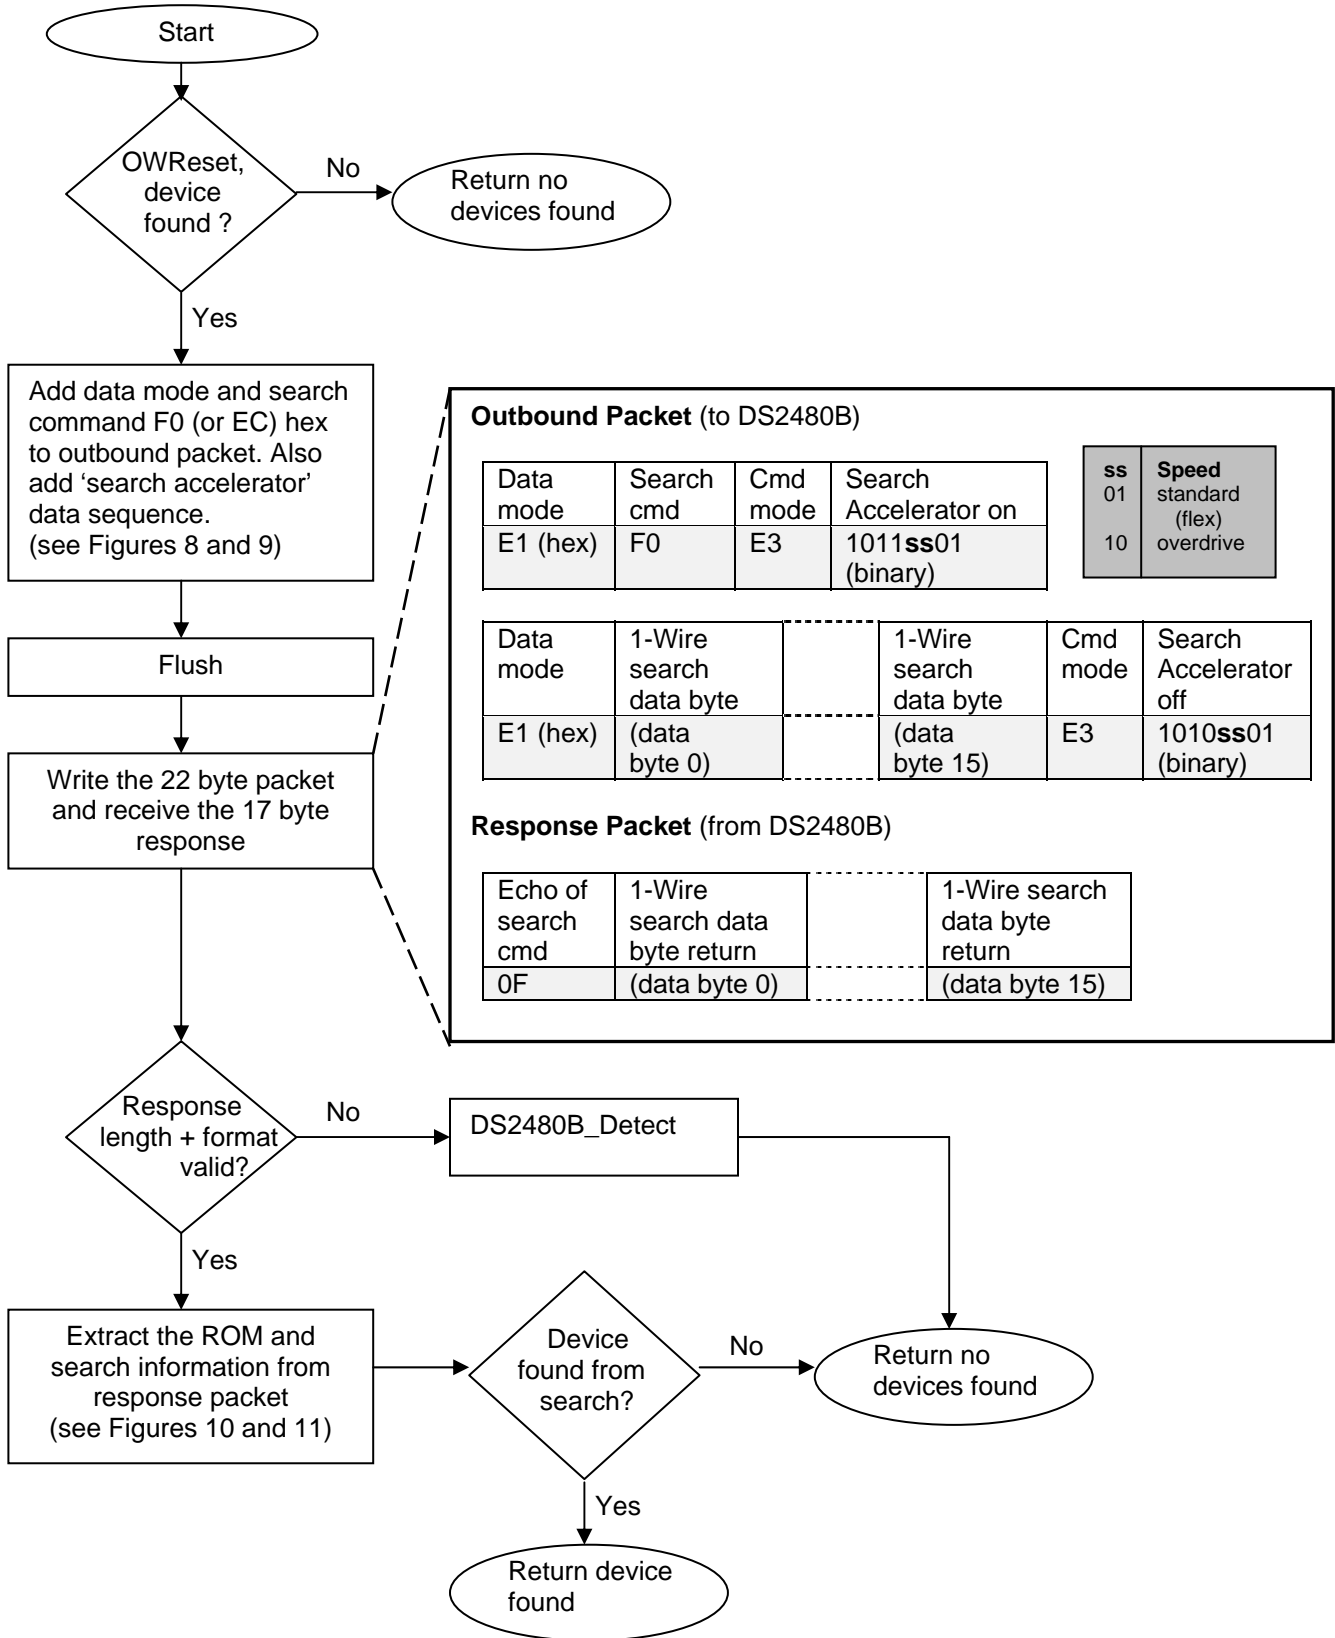 Start
OWReset,
device
found ?
No
Return no
devices found
Yes
Add data mode and search
command F0 (or EC) hex
to outbound packet. Also
add ‘search accelerator’
data sequence.
(see Figures 8 and 9)
Flush
Write the 22 byte packet
and receive the 17 byte
response
Outbound Packet (to DS2480B)
Data
mode
Search
cmd
Cmd
mode
Search
Accelerator on
E1 (hex)
F0
E3
1011ss01
(binary)
ss
Speed
01
standard
(flex)
10
overdrive
Data
mode
1-Wire
search
data byte
1-Wire
search
data byte
Cmd
mode
Search
Accelerator
off
E1 (hex)
(data
byte 0)
(data
byte 15)
E3
1010ss01
(binary)
Response Packet (from DS2480B)
Echo of
search
cmd
1-Wire
search data
byte return
1-Wire search
data byte
return
0F
(data byte 0)
(data byte 15)
Response
length + format
valid?
No
DS2480B_Detect
Yes
Extract the ROM and
search information from
response packet
(see Figures 10 and 11)
Device
found from
search?
No
Return no
devices found
Yes
Return device
found